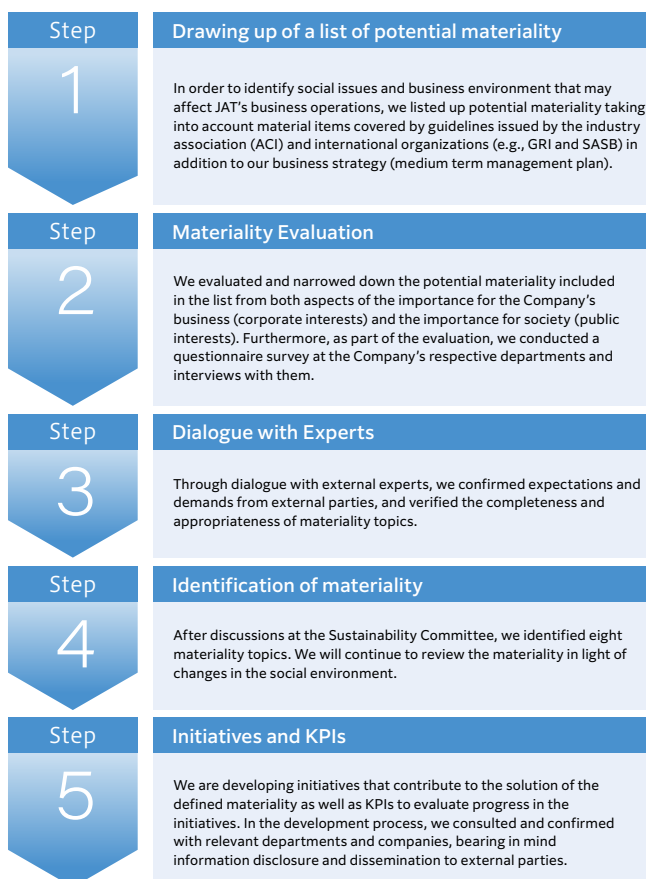 Step
Drawing up of a list of potential materiality
1
In order to identify social issues and business environment that may
affect JAT's business operations, we listed up potential materiality taking
into account material items covered by guidelines issued by the industry
association (ACI) and international organizations (e.g., GRI and SASB) in
addition to our business strategy (medium term management plan).
Step
Materiality Evaluation
2
We evaluated and narrowed down the potential materiality included
in the list from both aspects of the importance for the Company's
business (corporate interests) and the importance for society (public
interests). Furthermore, as part of the evaluation, we conducted a
questionnaire survey at the Company's respective departments and
interviews with them.
Step
Dialogue with Experts
3
Through dialogue with external experts, we confirmed expectations and
demands from external parties, and verified the completeness and
appropriateness of materiality topics.
Step
Identification of materiality
4
After discussions at the Sustainability Committee, we identified eight
materiality topics. We will continue to review the materiality in light of
changes in the social environment.
Step
Initiatives and KPIs
5
We are developing initiatives that contribute to the solution of the
defined materiality as well as KPIs to evaluate progress in the
initiatives. In the development process, we consulted and confirmed
with relevant departments and companies, bearing in mind
information disclosure and dissemination to external parties.